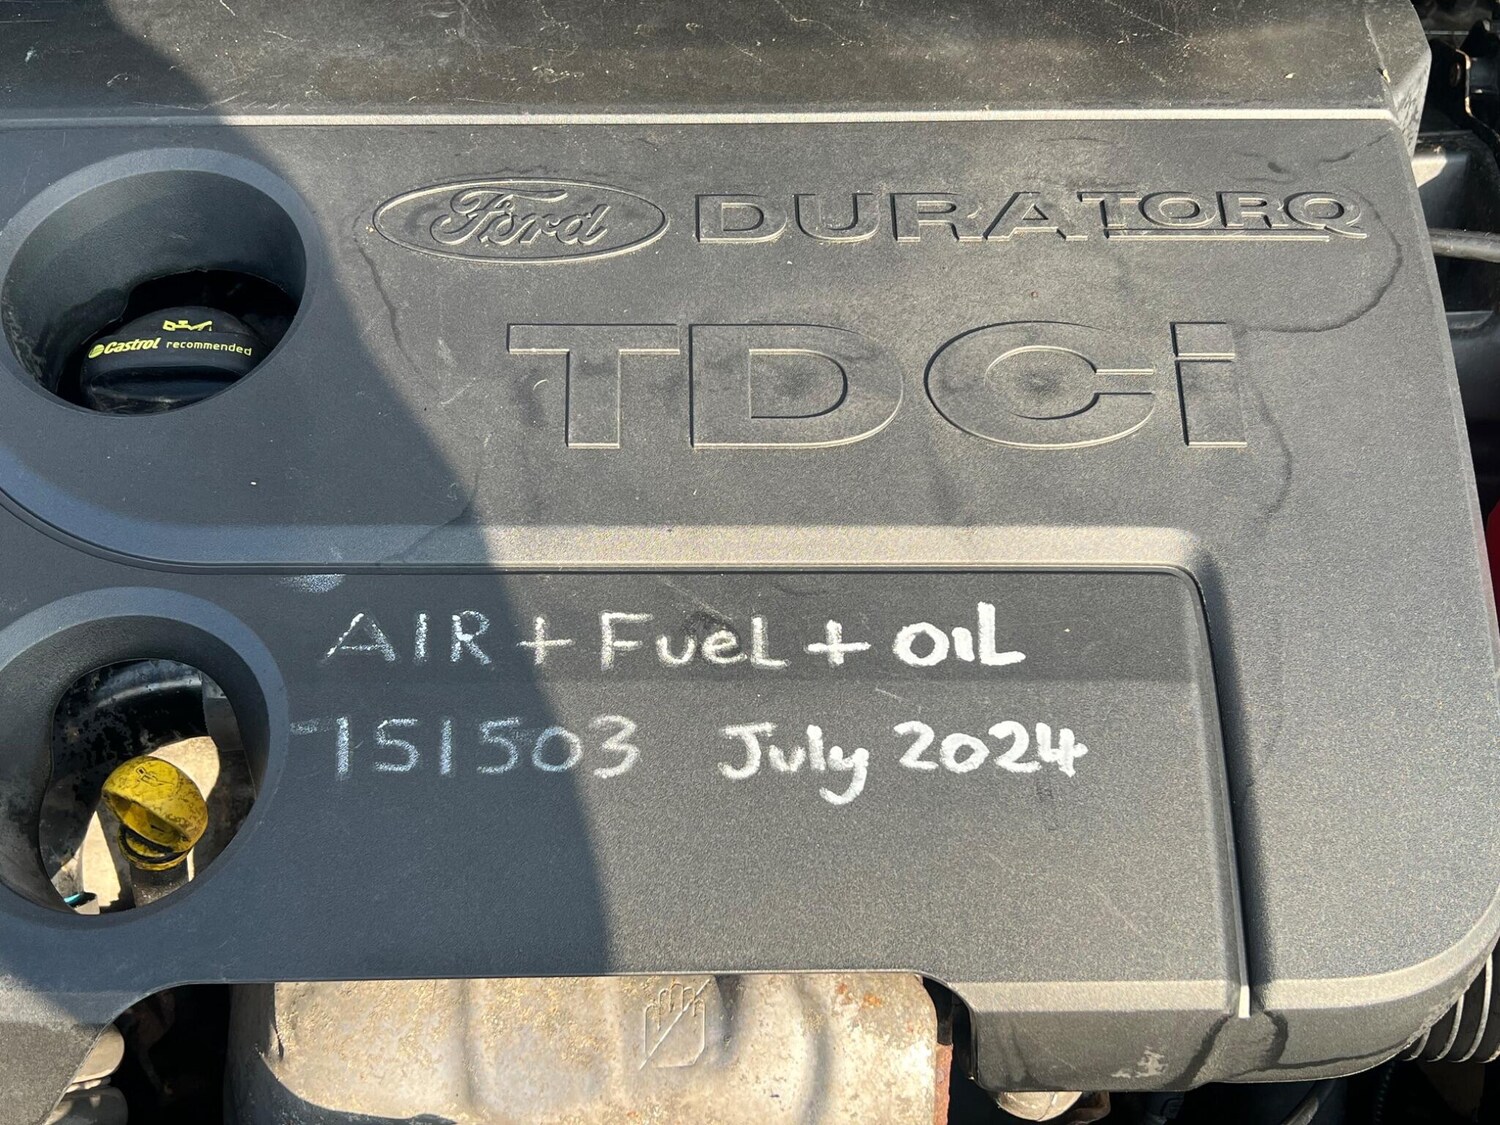 Ford DURATORQ
TDCi
Castrol recommended
AIR + FueL + OIL
151503 July 2024